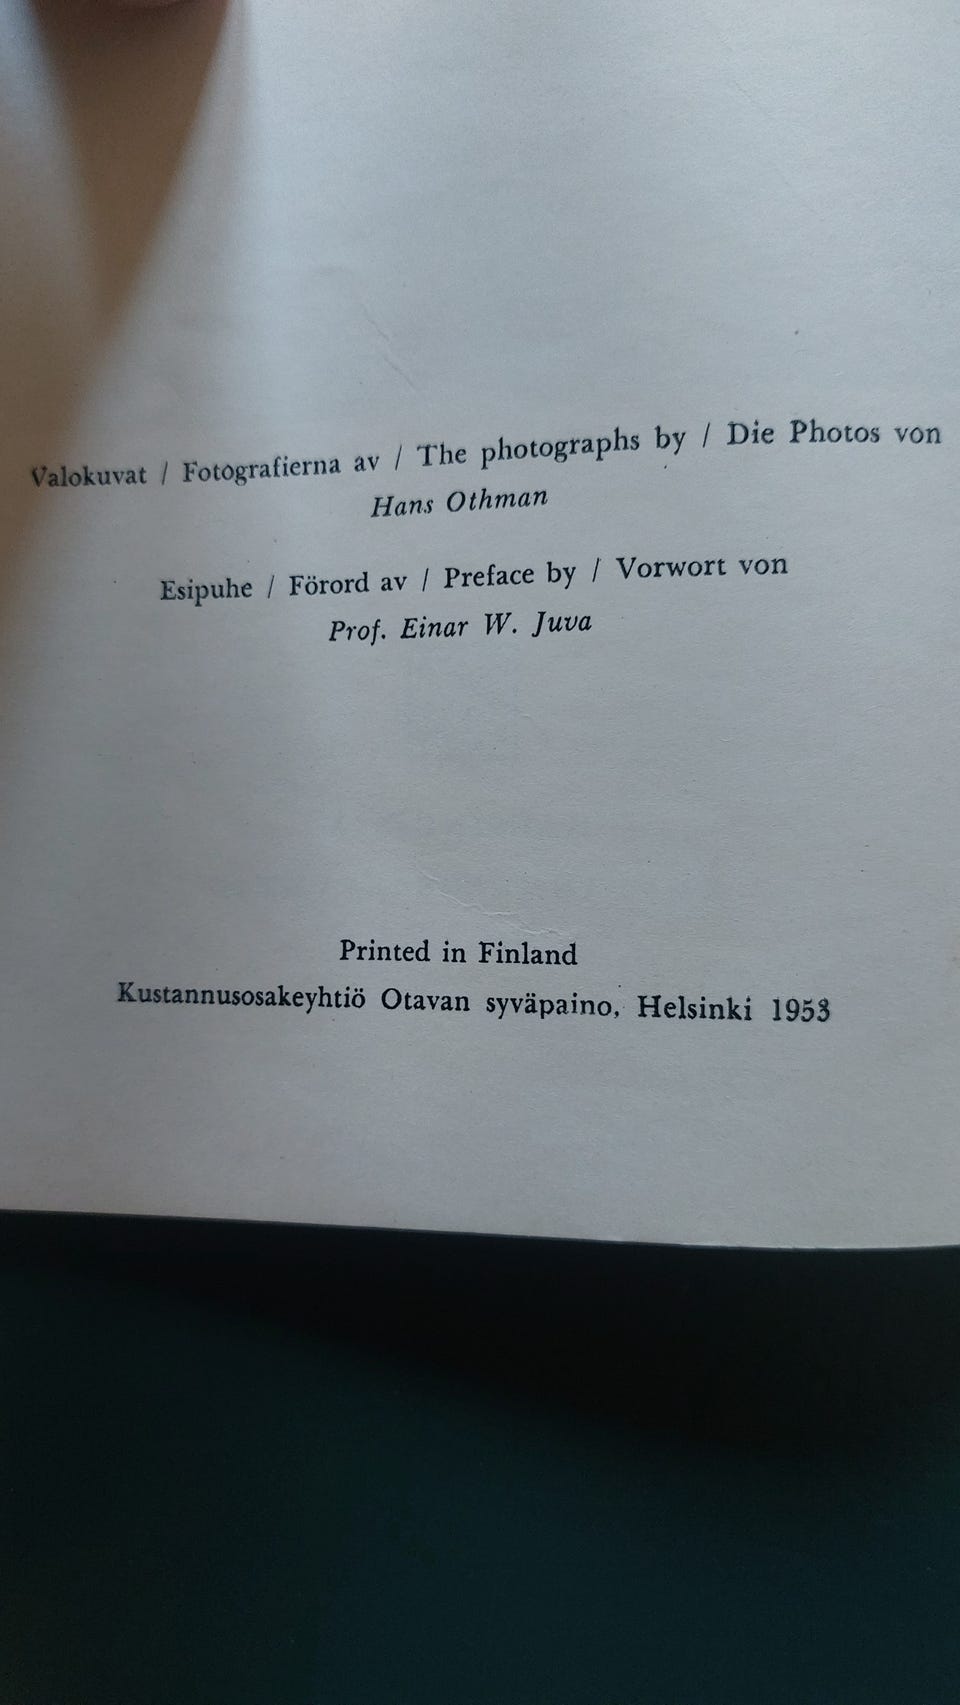 Valokuvat / Fotografierna av / The photographs by / Die Photos von
Hans Othman
Esipuhe / Förord av / Preface by / Vorwort von
Prof. Einar W. Juva
Printed in Finland
Kustannusosakeyhtiö Otavan syväpaino, Helsinki 1953